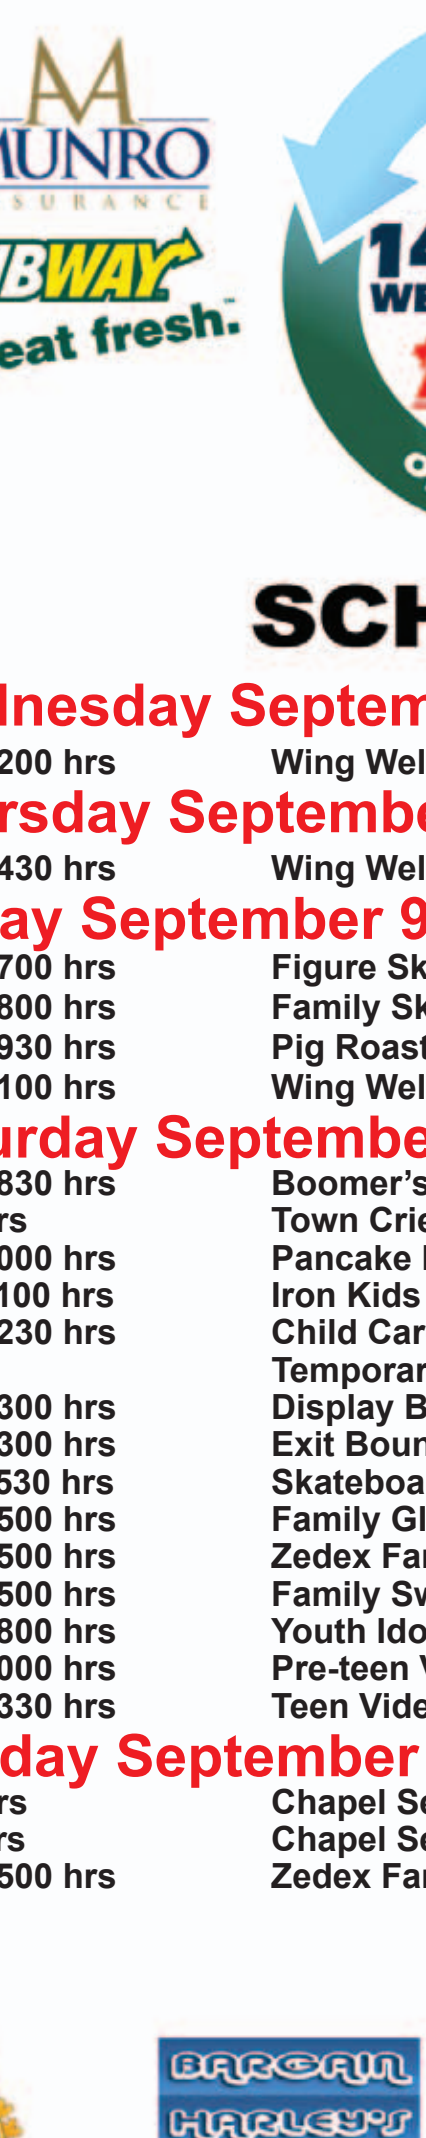 MUNRO
SURANCE
BWAY
eat fresh.
14
WE
SCH
nesday Septem
200 hrs Wing Wel
rsday Septembe
430 hrs Wing Wel
ay September 9
700 hrs Figure Sk
800 hrs Family Sk
930 hrs Pig Roast
100 hrs Wing Wel
urday Septembe
830 hrs Boomer’s
rs Town Crie
000 hrs Pancake
100 hrs Iron Kids
230 hrs Child Car
Temporar
300 hrs Display B
300 hrs Exit Boun
530 hrs Skateboa
500 hrs Family Gl
500 hrs Zedex Far
500 hrs Family Sw
800 hrs Youth Ido
000 hrs Pre-teen V
330 hrs Teen Vide
day September
rs Chapel Se
rs Chapel Se
500 hrs Zedex Far
BARGAIN
HARLEY'S